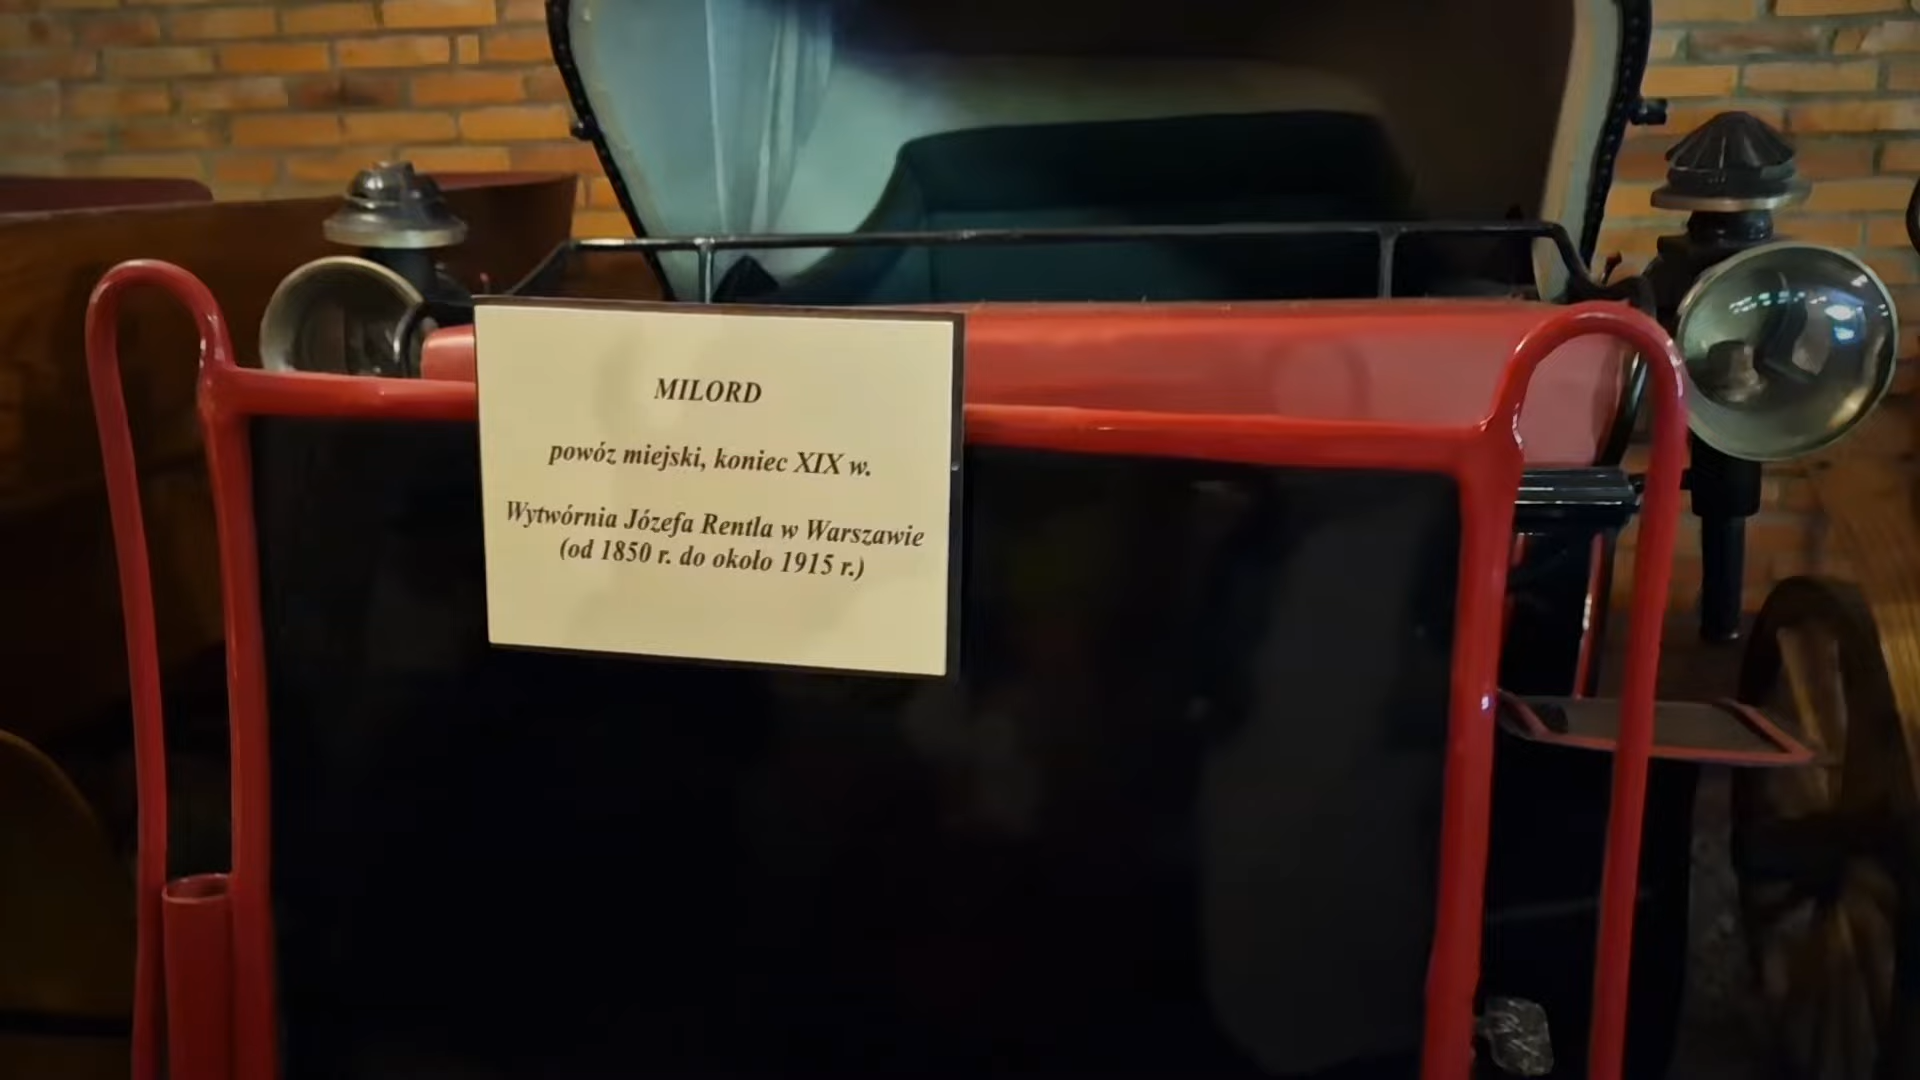 MILORD
powóz miejski, koniec XIX w.
Wytwórnia Józefa Rentla w Warszawie
(od 1850 r. do około 1915 r.)